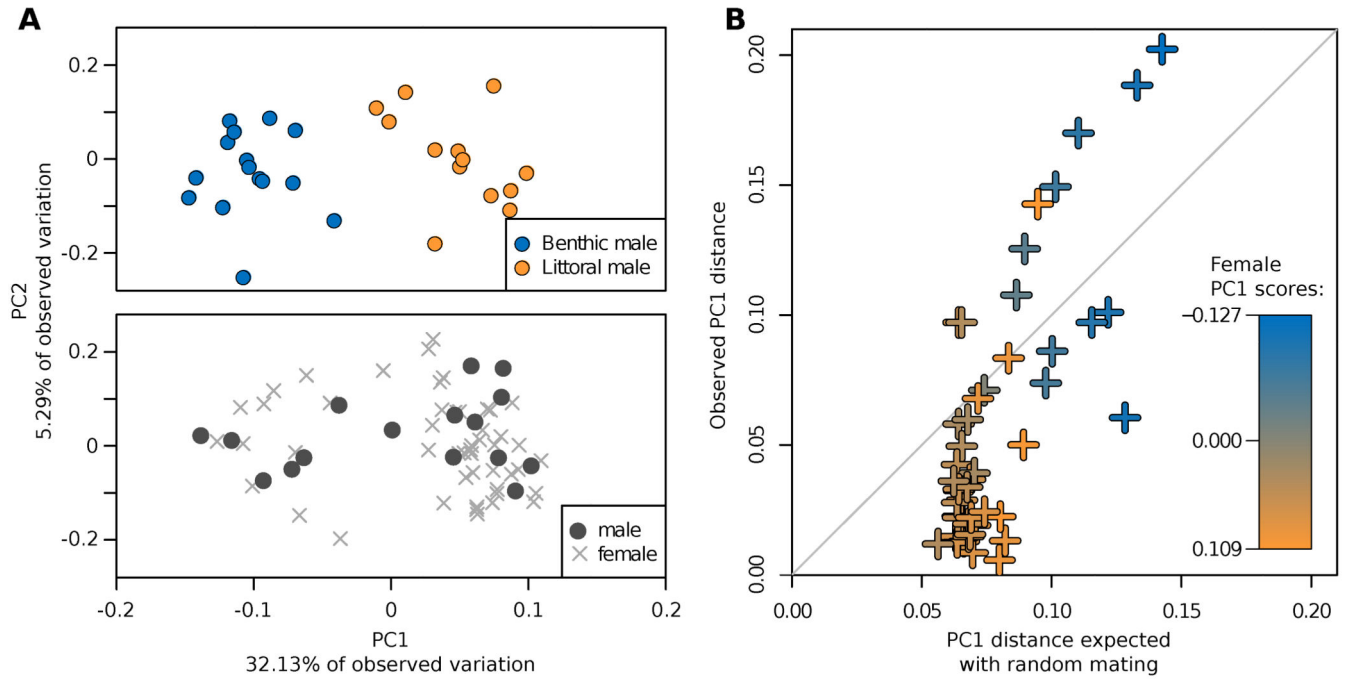 A
0.2
0
-0.2
Benthic male
Littoral male
PC2
5.29% of observed variation
0.2
0
-0.2
male
female
-0.2
-0.1
0
0.1
0.2
PC1
32.13% of observed variation
B
0.20
0.15
0.10
0.05
0.00
Observed PC1 distance
Female
PC1 scores:
−0.127
0.000
0.109
0.00
0.05
0.10
0.15
0.20
PC1 distance expected
with random mating